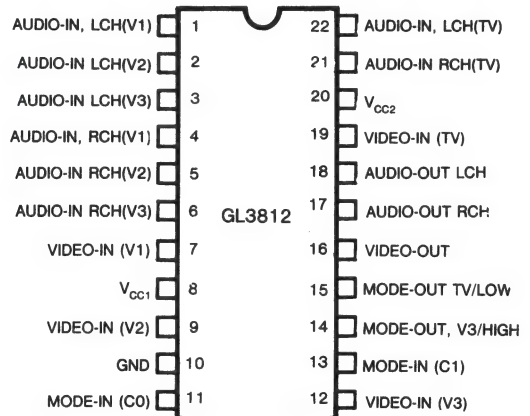 AUDIO-IN, LCH(V1) 1 22 AUDIO-IN, LCH(TV)
AUDIO-IN LCH(V2) 2 21 AUDIO-IN RCH(TV)
AUDIO-IN LCH(V3) 3 20 VCC2
AUDIO-IN, RCH(V1) 4 19 VIDEO-IN (TV)
AUDIO-IN RCH(V2) 5 18 AUDIO-OUT LCH
AUDIO-IN RCH(V3) 6 GL3812 17 AUDIO-OUT RCH
VIDEO-IN (V1) 7 16 VIDEO-OUT
VCC1 8 15 MODE-OUT TV/LOW
VIDEO-IN (V2) 9 14 MODE-OUT, V3/HIGH
GND 10 13 MODE-IN (C1)
MODE-IN (C0) 11 12 VIDEO-IN (V3)